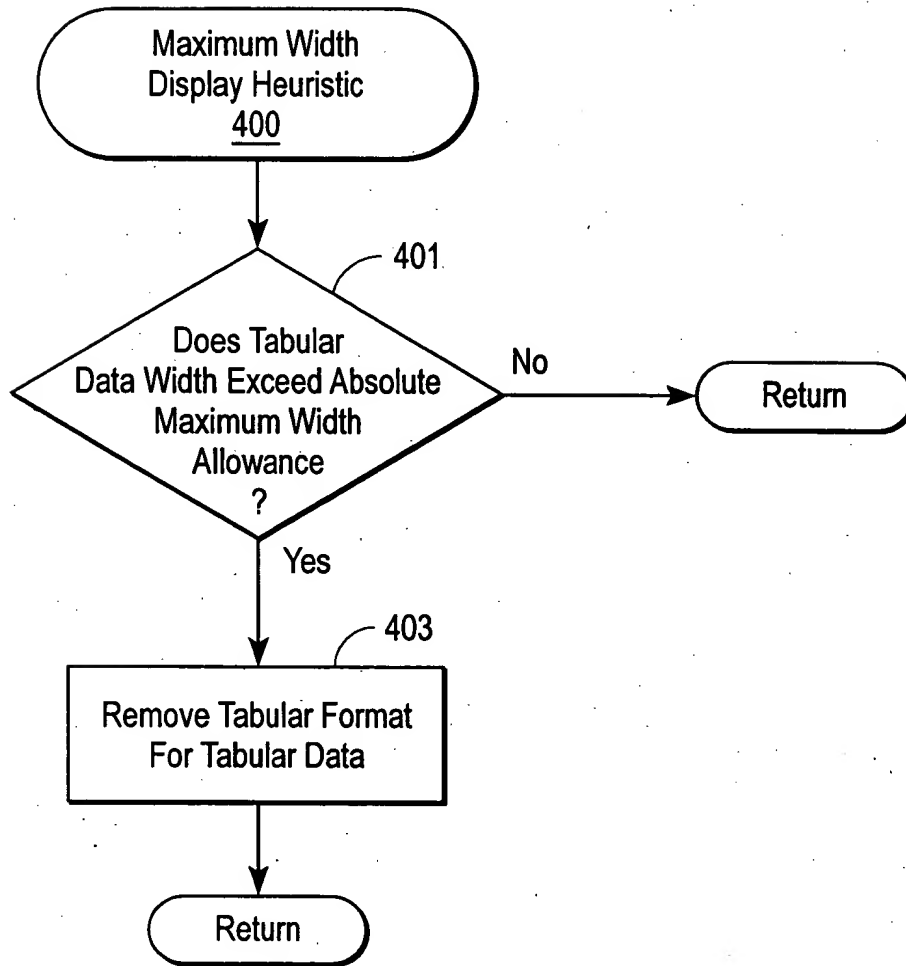 Maximum Width
Display Heuristic
400
401
Does Tabular
Data Width Exceed Absolute
Maximum Width
Allowance
?
No
Return
Yes
403
Remove Tabular Format
For Tabular Data
Return